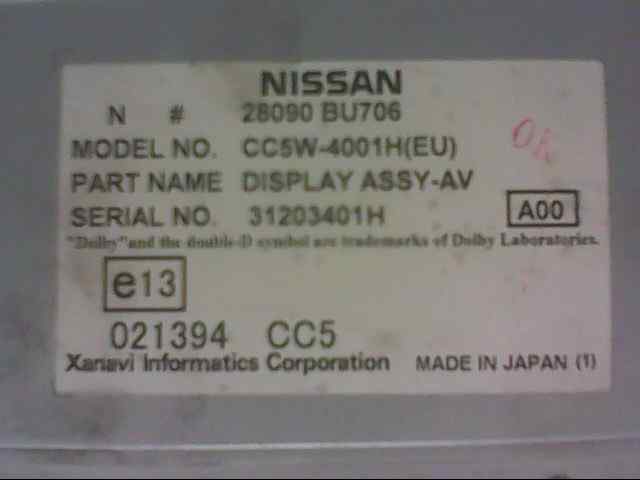 NISSAN
N # 28090 BU706
MODEL NO. CC5W-4001H(EU)
PART NAME DISPLAY ASSY-AV
SERIAL NO. 31203401H A00
"Dolby"and the double-D symbol are trademarks of Dolby Laboratories.
e13
021394 CC5
Xanavi Informatics Corporation MADE IN JAPAN (1)